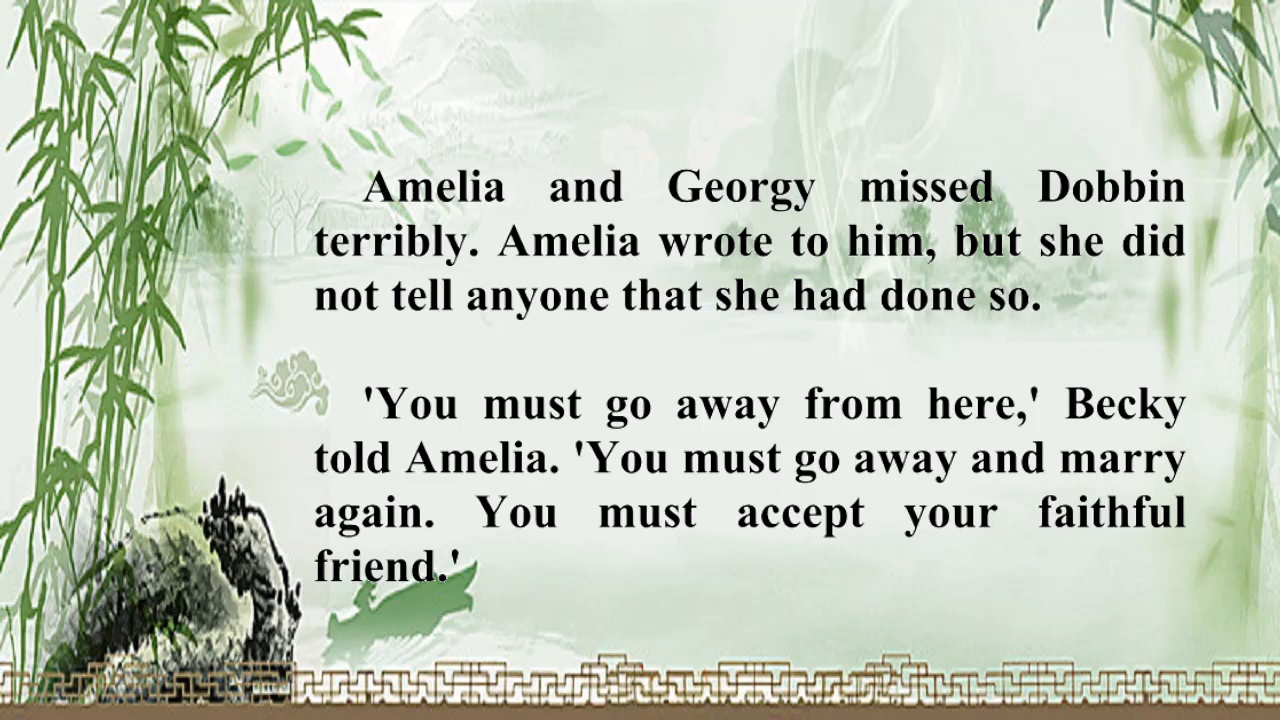 Amelia and Georgy missed Dobbin
terribly. Amelia wrote to him, but she did
not tell anyone that she had done so.
'You must go away from here,' Becky
told Amelia. 'You must go away and marry
again. You must accept your faithful
friend.'